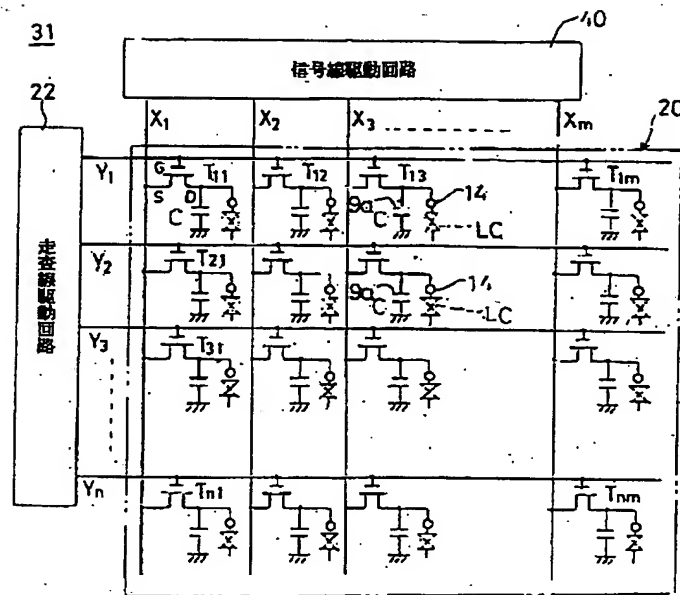 31
40
信号線駆動回路
22
20
X1 X2 X3 Xm
Y1 G T11 T12 T13 T1m
S D 9a 14
C C LC
走査線駆動回路
Y2 T21
9a 14
C LC
Y3 T31
Yn Tn1 Tnm